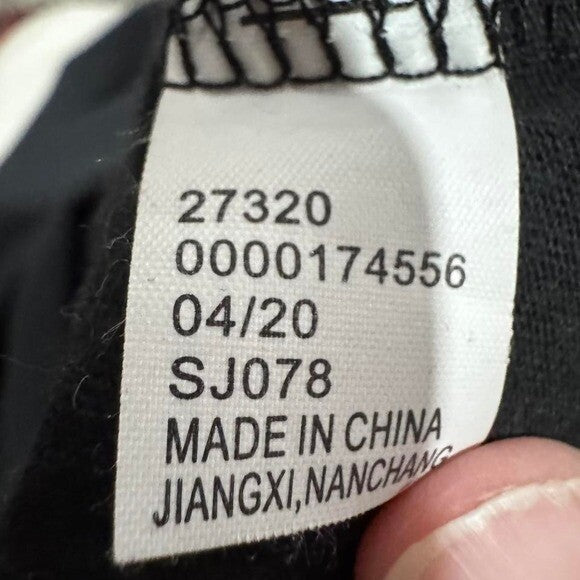 27320
0000174556
04/20
SJ078
MADE IN CHINA
JIANGXI,NANCHANG